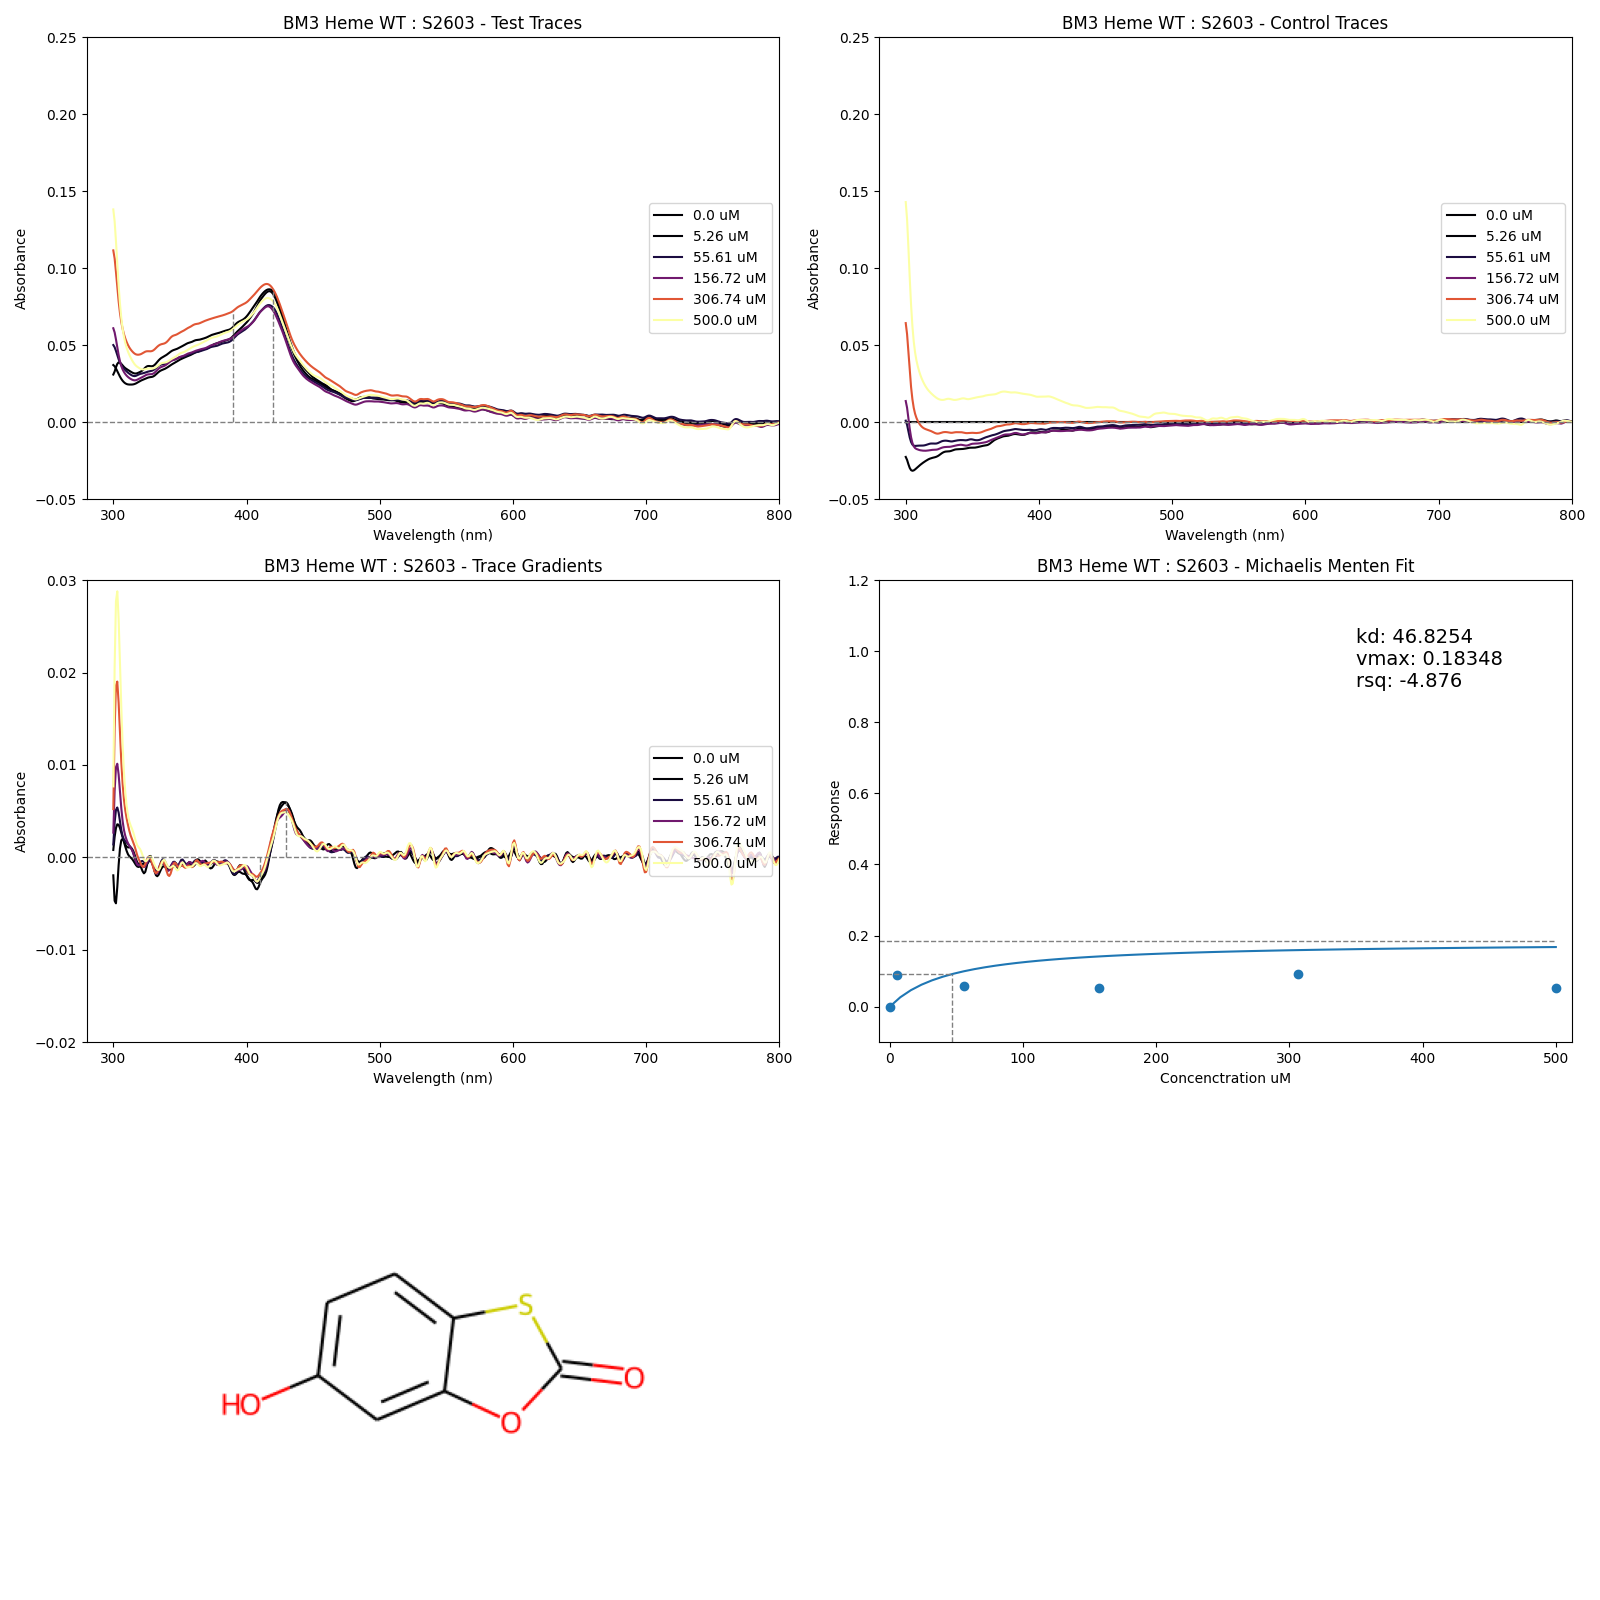 BM3 Heme WT : S2603 - Test Traces
0.25
0.20
0.15
0.10
0.05
0.00
−0.05
Absorbance
300 400 500 600 700 800
Wavelength (nm)
0.0 uM
5.26 uM
55.61 uM
156.72 uM
306.74 uM
500.0 uM
BM3 Heme WT : S2603 - Control Traces
0.25
0.20
0.15
0.10
0.05
0.00
−0.05
Absorbance
300 400 500 600 700 800
Wavelength (nm)
0.0 uM
5.26 uM
55.61 uM
156.72 uM
306.74 uM
500.0 uM
BM3 Heme WT : S2603 - Trace Gradients
0.03
0.02
0.01
0.00
−0.01
−0.02
Absorbance
300 400 500 600 700 800
Wavelength (nm)
0.0 uM
5.26 uM
55.61 uM
156.72 uM
306.74 uM
500.0 uM
BM3 Heme WT : S2603 - Michaelis Menten Fit
1.2
1.0
0.8
0.6
0.4
0.2
0.0
Response
0 100 200 300 400 500
Concenctration uM
kd: 46.8254
vmax: 0.18348
rsq: -4.876
S
O
HO
O